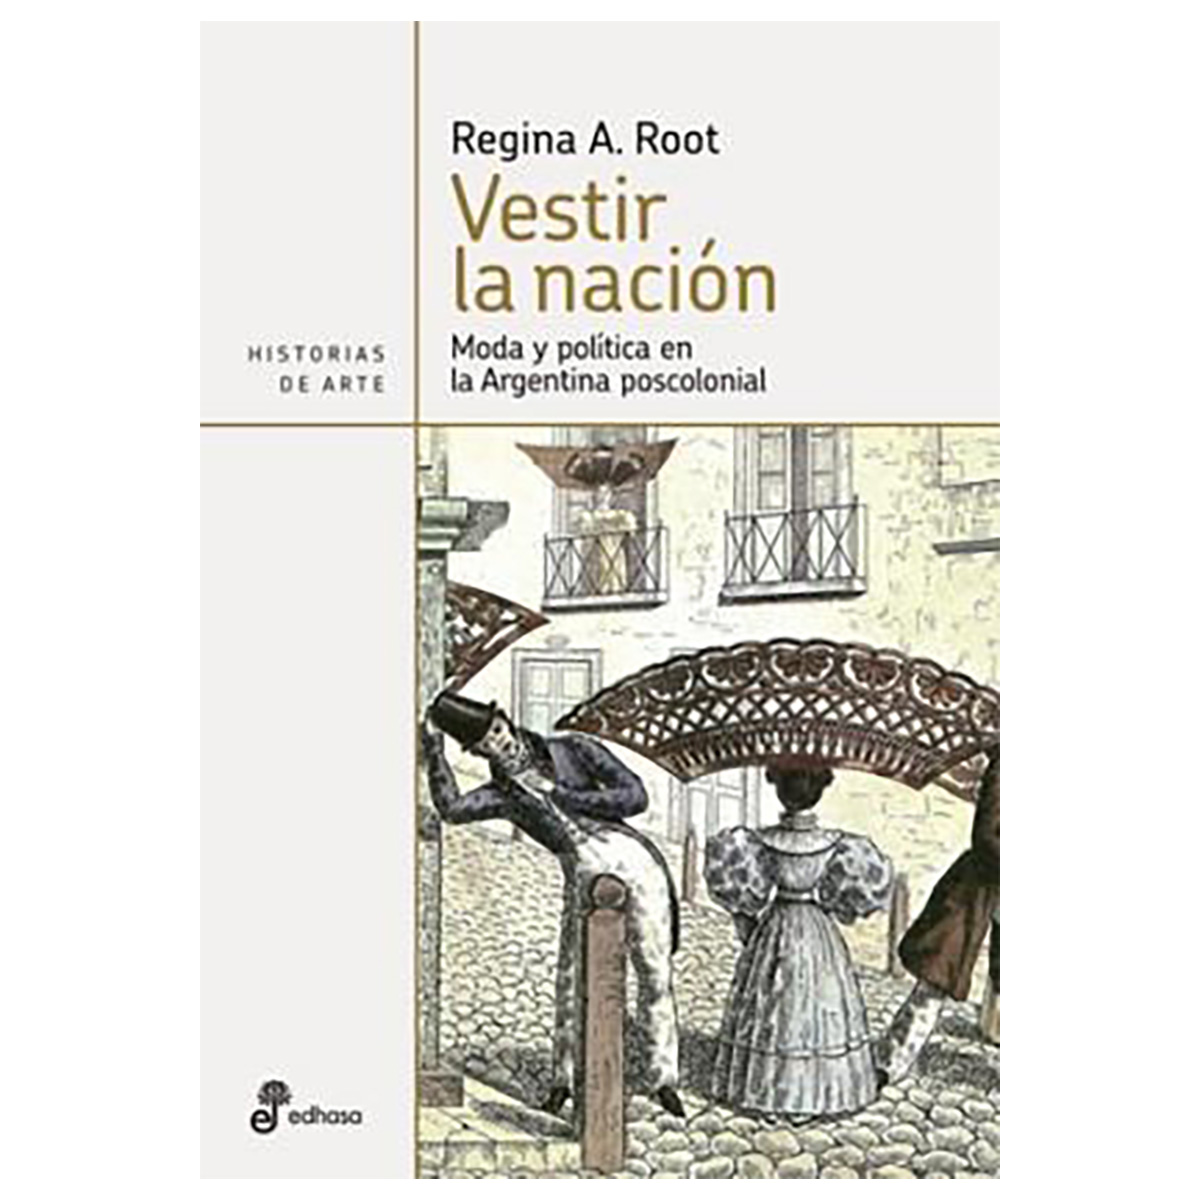 Regina A. Root
Vestir
la nación
Moda y política en
la Argentina poscolonial
HISTORIAS
DE ARTE
edhasa